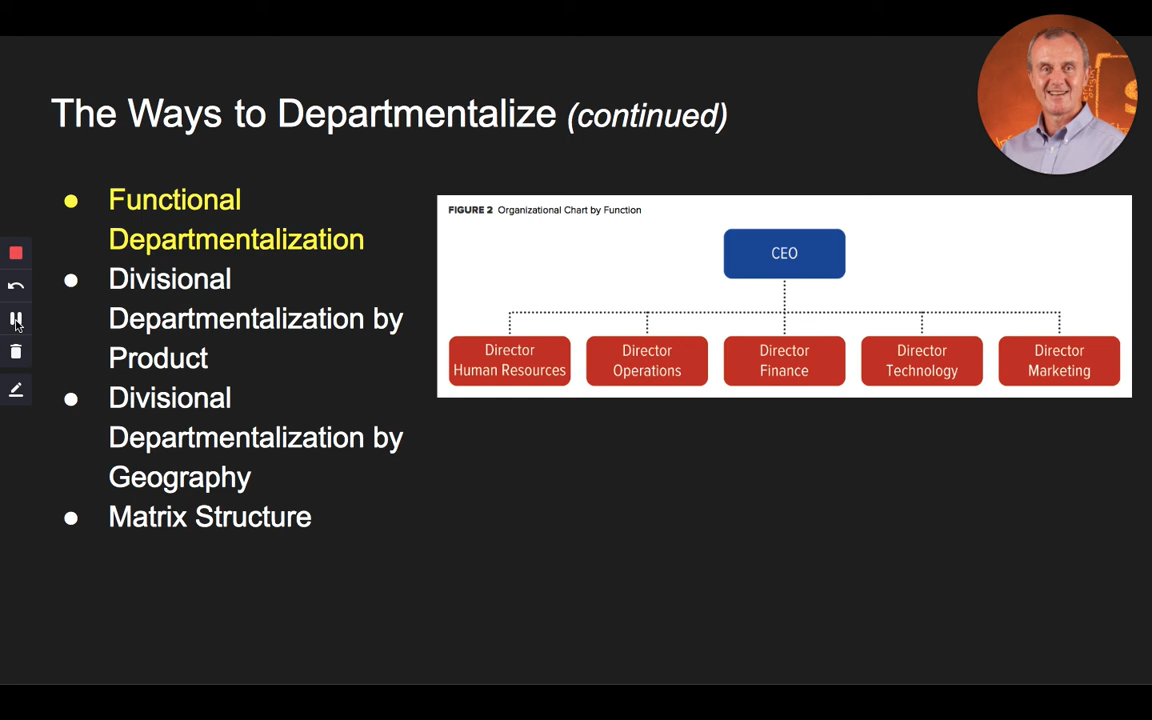 The Ways to Departmentalize (continued)
● Functional
Departmentalization
● Divisional
Departmentalization by
Product
● Divisional
Departmentalization by
Geography
● Matrix Structure
FIGURE 2 Organizational Chart by Function
CEO
Director
Human Resources
Director
Operations
Director
Finance
Director
Technology
Director
Marketing